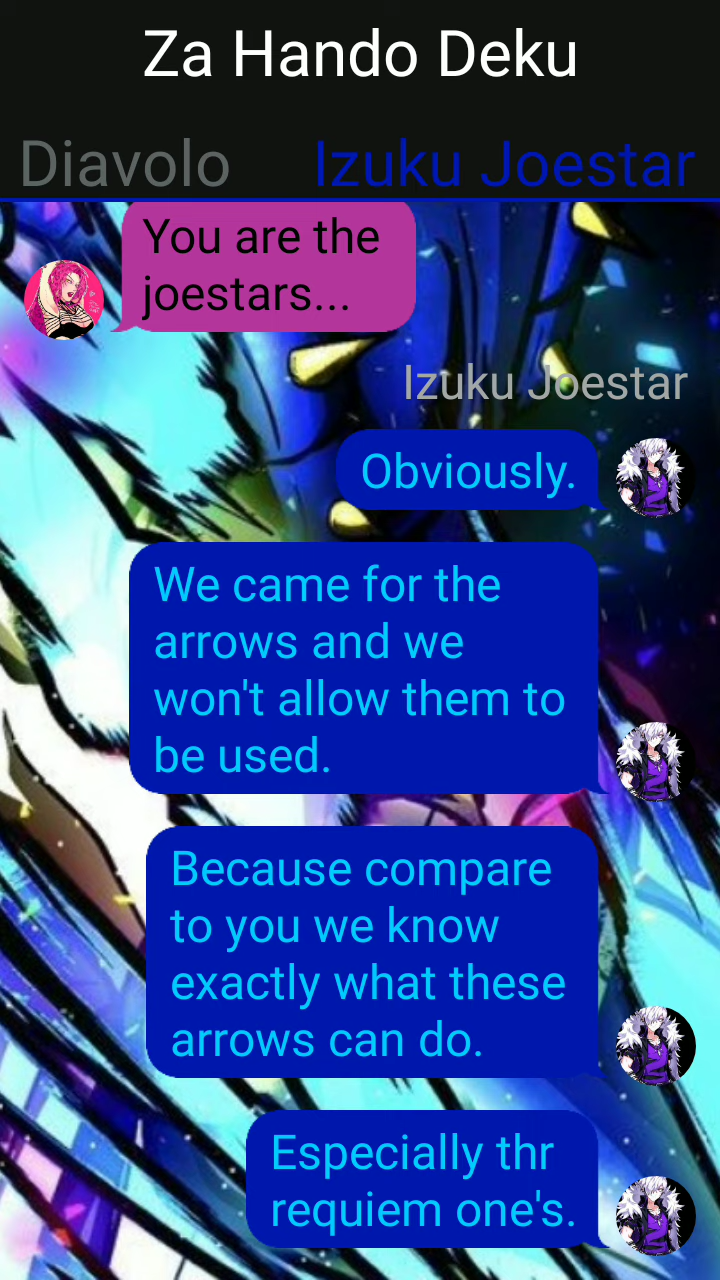 Za Hando Deku
Diavolo Izuku Joestar
You are the
joestars...
Izuku Joestar
Obviously.
We came for the
arrows and we
won't allow them to
be used.
Because compare
to you we know
exactly what these
arrows can do.
Especially thr
requiem one's.